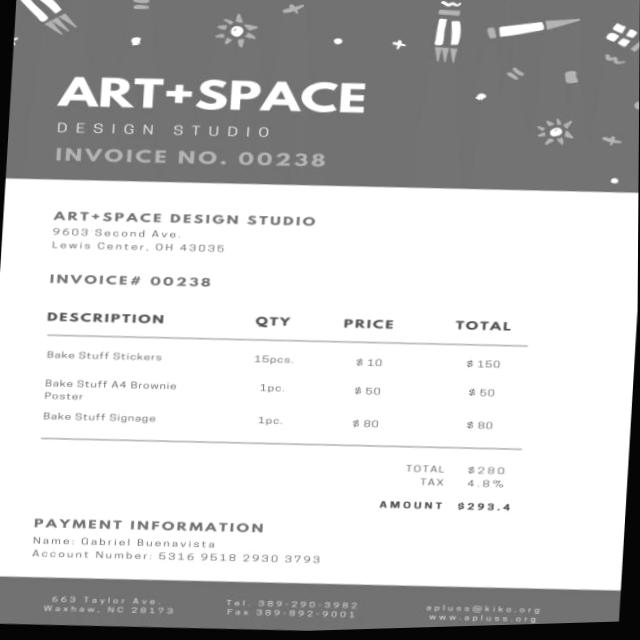 ART+SPACE
DESIGN STUDIO
INVOICE NO. 00238
ART+SPACE DESIGN STUDIO
9603 Second Ave.
Lewis Center, OH 43035
INVOICE# 00238
DESCRIPTION QTY PRICE TOTAL
Bake Stuff Stickers 15pcs. $ 10 $ 150
Bake Stuff A4 Brownie Poster 1pc. $ 50 $ 50
Bake Stuff Signage 1pc. $ 80 $ 80
TOTAL $280
TAX 4.8%
AMOUNT $293.4
PAYMENT INFORMATION
Name: Gabriel Buenavista
Account Number: 5316 9518 2930 3793
663 Taylor Ave. Tel. 389-290-3982 apluss@kiko.org
Waxhaw, NC 28173 Fax 389-892-9001 www.apluss.org